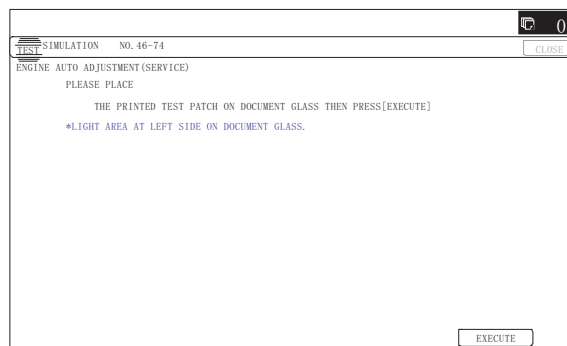 0
TEST SIMULATION NO.46-74
CLOSE
ENGINE AUTO ADJUSTMENT(SERVICE)
PLEASE PLACE
THE PRINTED TEST PATCH ON DOCUMENT GLASS THEN PRESS[EXECUTE]
*LIGHT AREA AT LEFT SIDE ON DOCUMENT GLASS.
EXECUTE